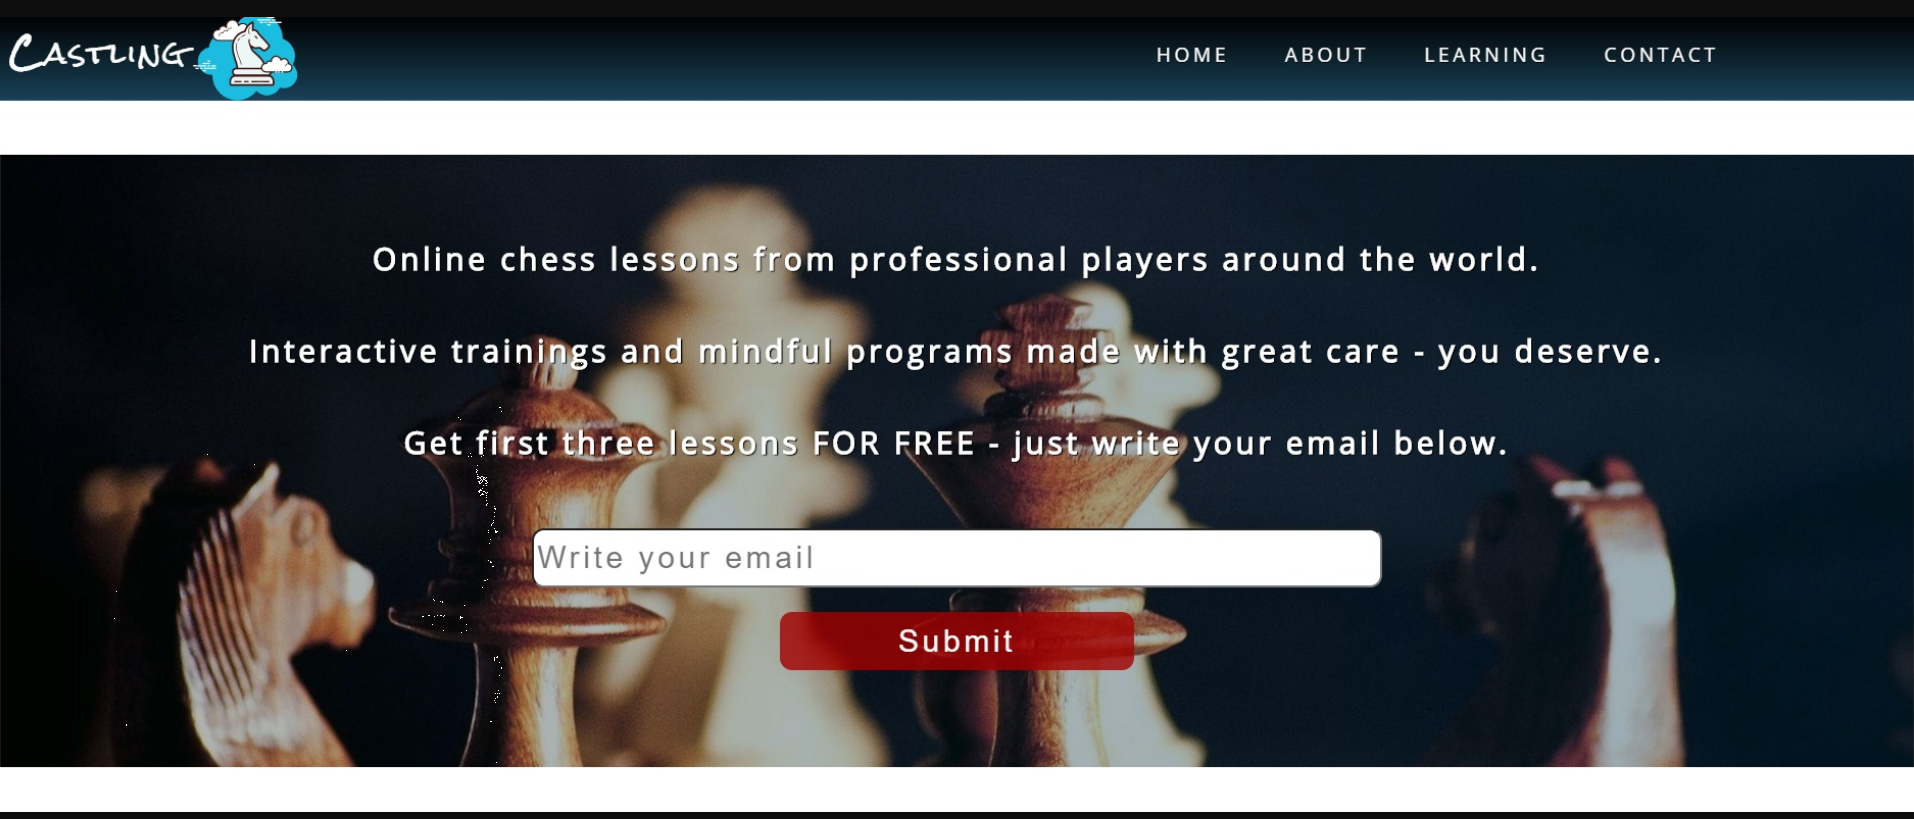 CASTLING
HOME ABOUT LEARNING CONTACT
Online chess lessons from professional players around the world.
Interactive trainings and mindful programs made with great care - you deserve.
Get first three lessons FOR FREE - just write your email below.
Write your email
Submit